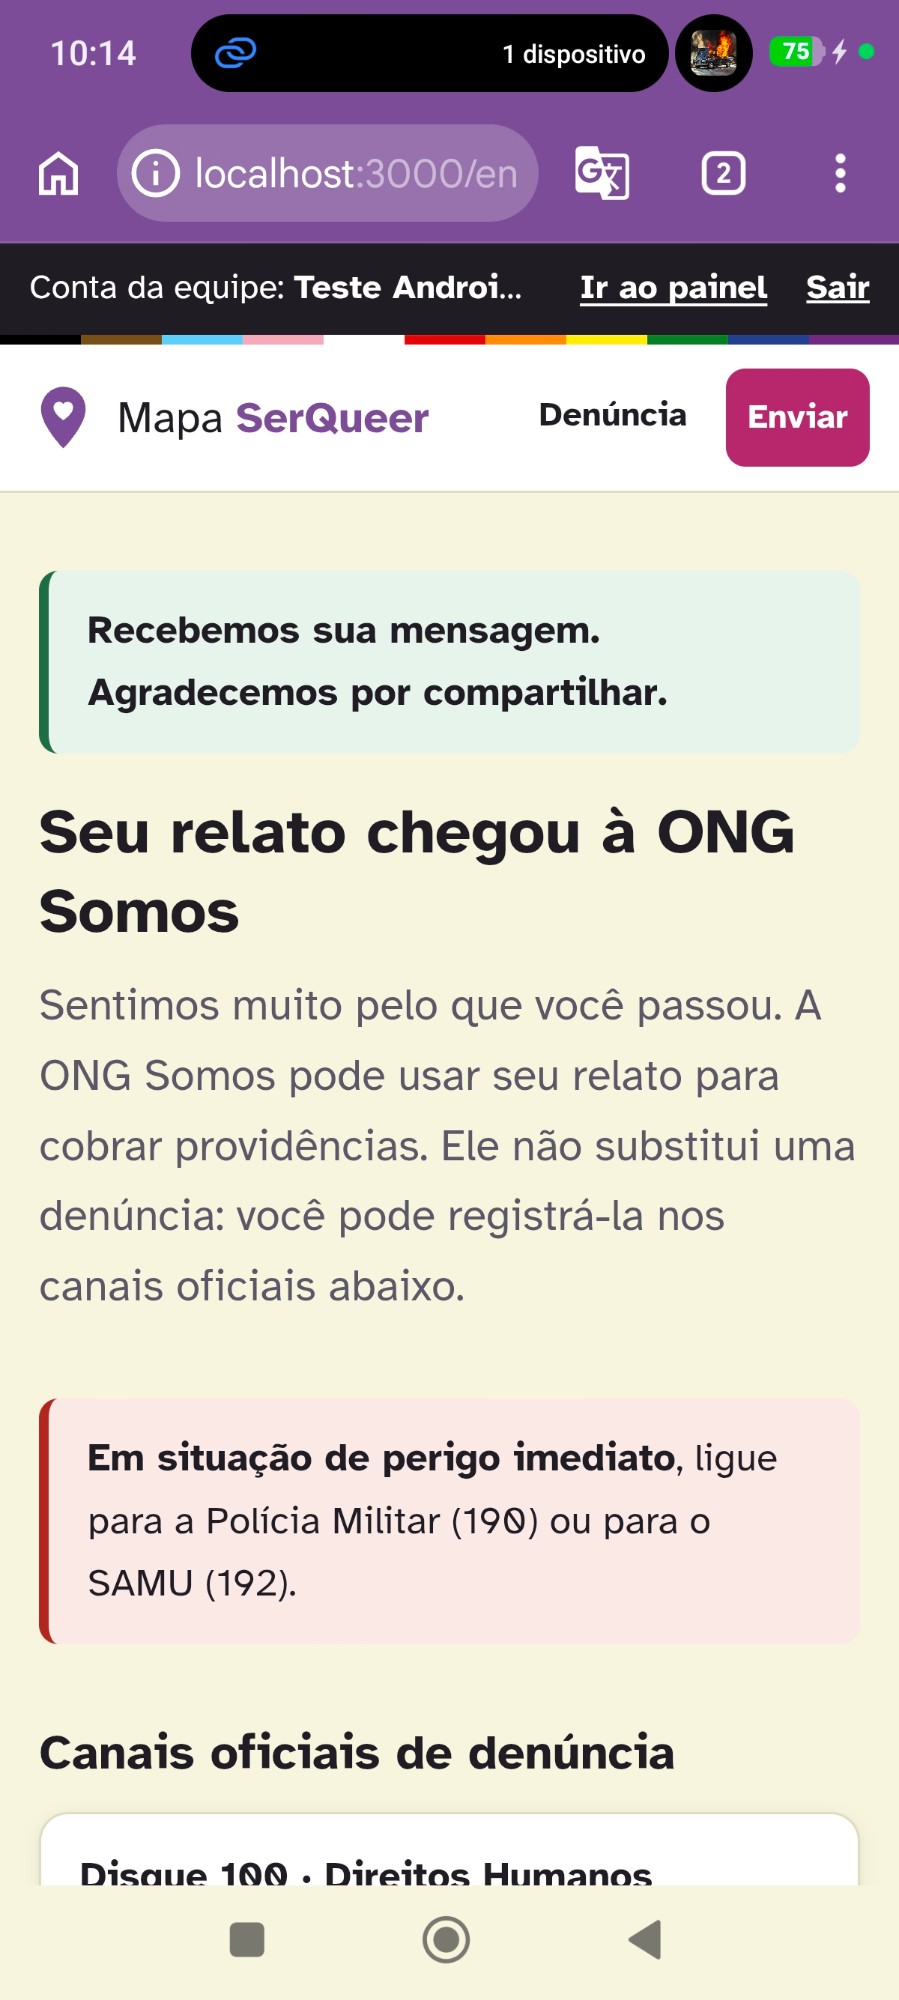 10:14
1 dispositivo
75
localhost:3000/en
2
Conta da equipe: Teste Androi... Ir ao painel Sair
Mapa SerQueer Denúncia Enviar
Recebemos sua mensagem.
Agradecemos por compartilhar.
Seu relato chegou à ONG
Somos
Sentimos muito pelo que você passou. A
ONG Somos pode usar seu relato para
cobrar providências. Ele não substitui uma
denúncia: você pode registrá-la nos
canais oficiais abaixo.
Em situação de perigo imediato, ligue
para a Polícia Militar (190) ou para o
SAMU (192).
Canais oficiais de denúncia
Disque 100 · Direitos Humanos